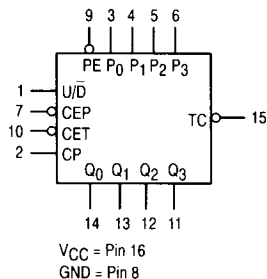 9 3 4 5 6
PE P₀ P₁ P₂ P₃
1 U/D̅
7 CEP
10 CET
2 CP
TC 15
Q₀ Q₁ Q₂ Q₃
14 13 12 11
V_CC = Pin 16
GND = Pin 8